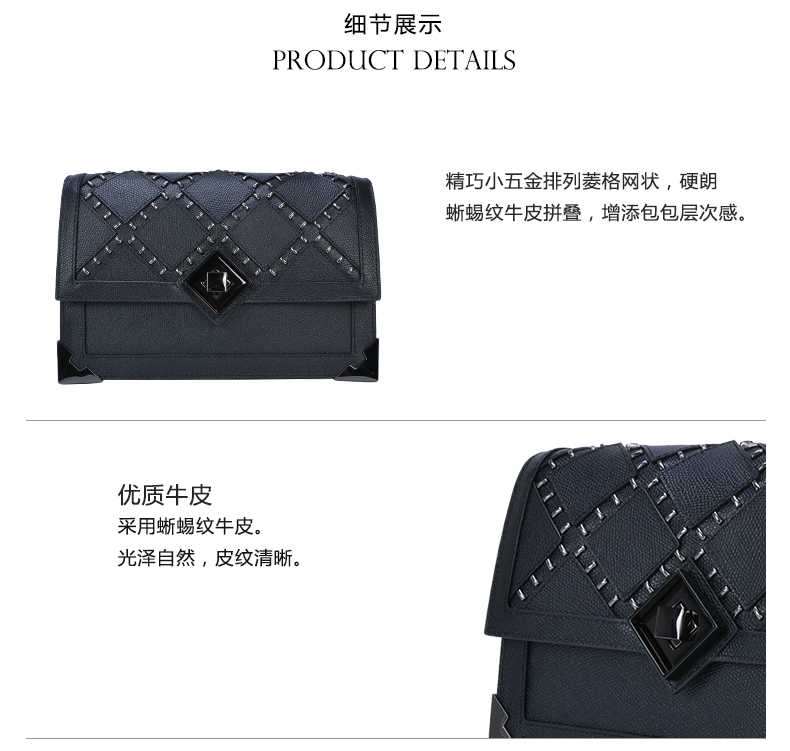 细节展示
PRODUCT DETAILS
精巧小五金排列菱格网状，硬朗
蜥蜴纹牛皮拼叠，增添包包层次感。
优质牛皮
采用蜥蜴纹牛皮。
光泽自然，皮纹清晰。